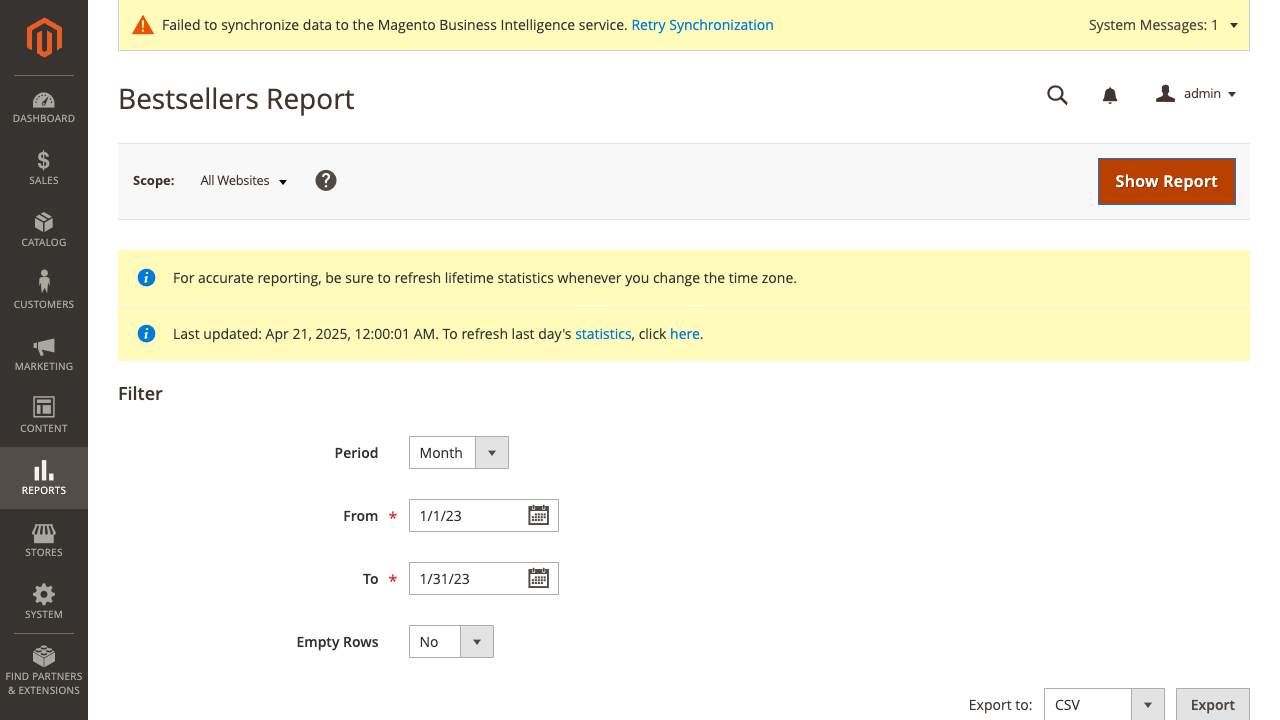 Failed to synchronize data to the Magento Business Intelligence service. Retry Synchronization
System Messages: 1
Bestsellers Report
admin
DASHBOARD
SALES
CATALOG
CUSTOMERS
MARKETING
CONTENT
REPORTS
STORES
SYSTEM
FIND PARTNERS
& EXTENSIONS
Scope: All Websites
Show Report
For accurate reporting, be sure to refresh lifetime statistics whenever you change the time zone.
Last updated: Apr 21, 2025, 12:00:01 AM. To refresh last day's statistics, click here.
Filter
Period Month
From * 1/1/23
To * 1/31/23
Empty Rows No
Export to: CSV Export